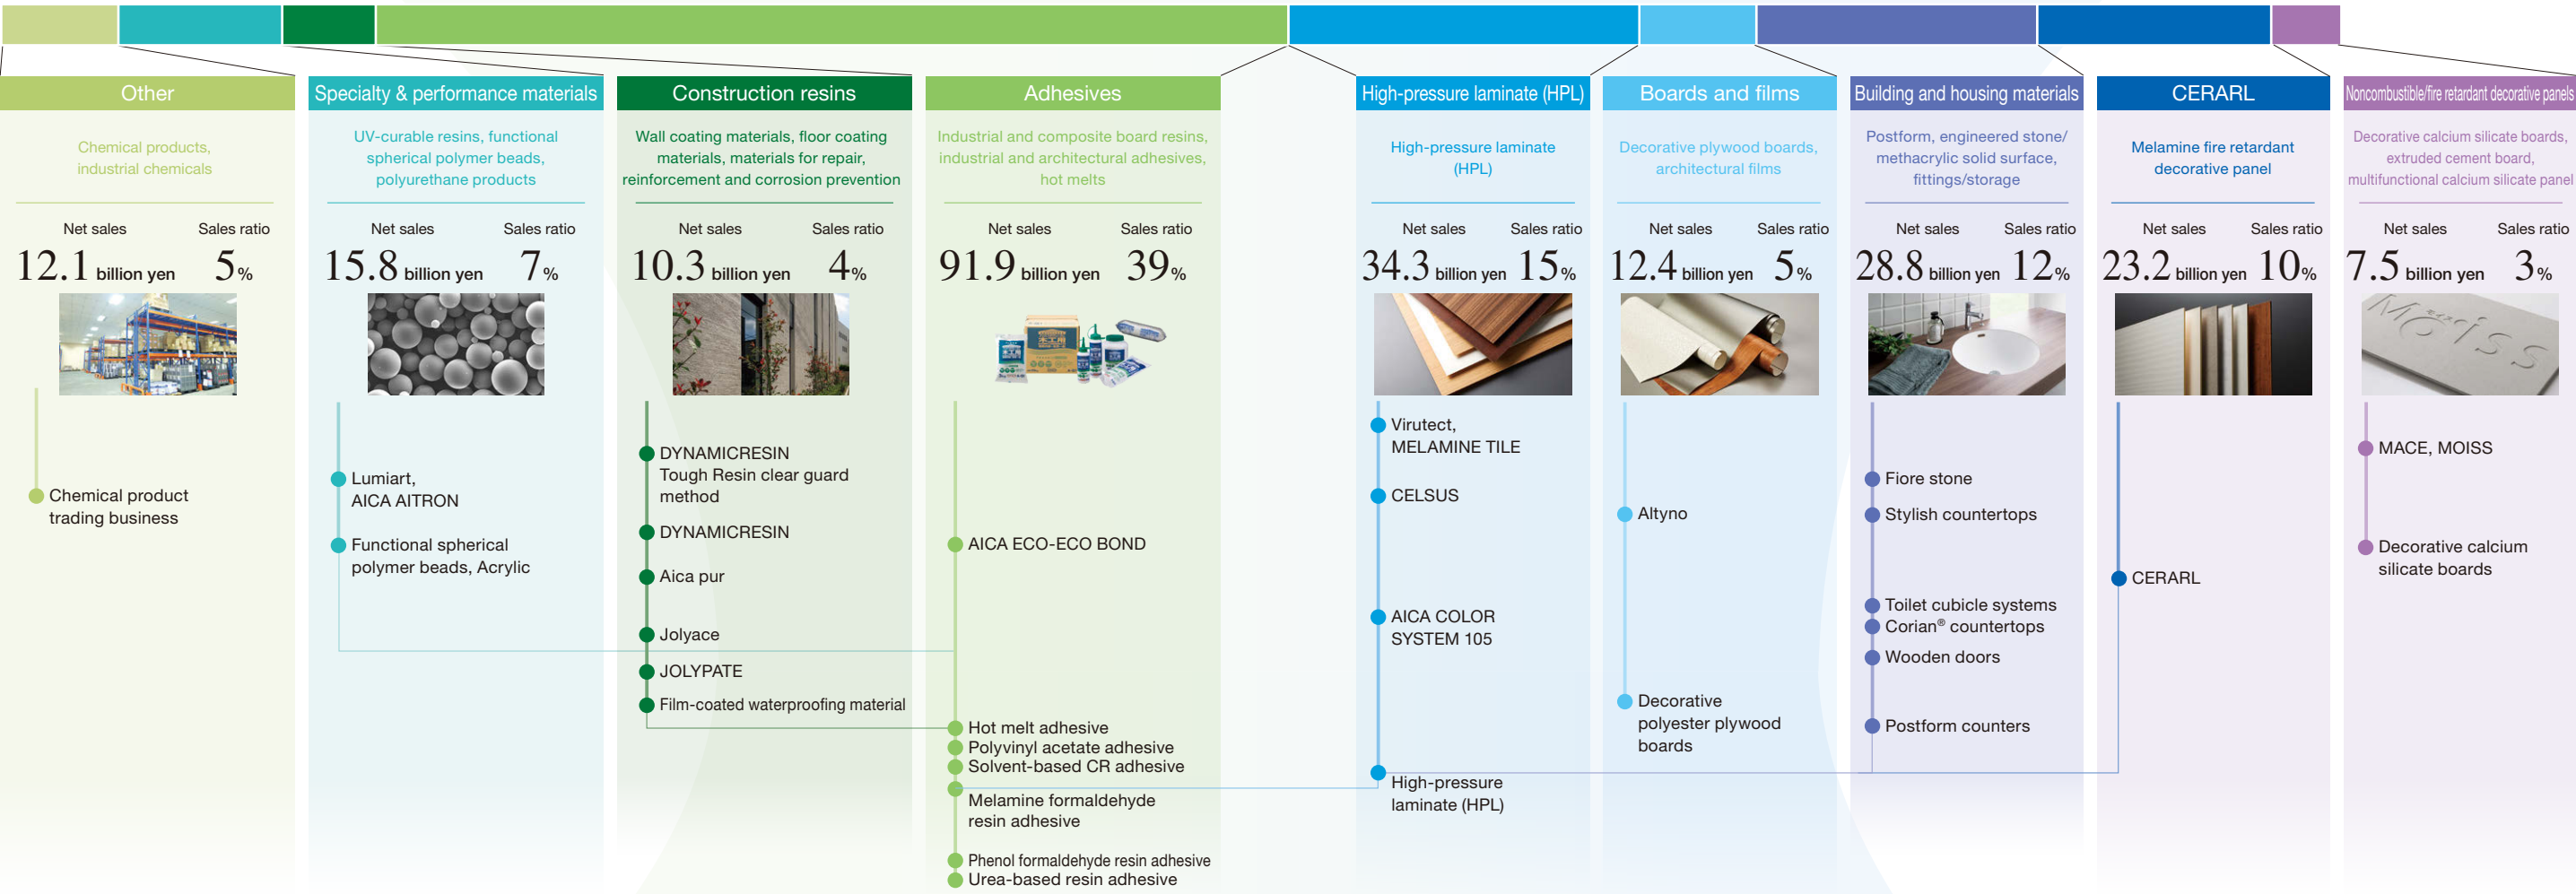 Other
Chemical products,
industrial chemicals
Net sales Sales ratio
12.1 billion yen 5%
Chemical product
trading business
Specialty & performance materials
UV-curable resins, functional
spherical polymer beads,
polyurethane products
Net sales Sales ratio
15.8 billion yen 7%
Lumiart,
AICA AITRON
Functional spherical
polymer beads, Acrylic
Construction resins
Wall coating materials, floor coating
materials, materials for repair,
reinforcement and corrosion prevention
Net sales Sales ratio
10.3 billion yen 4%
DYNAMICRESIN
Tough Resin clear guard
method
DYNAMICRESIN
Aica pur
Jolyace
JOLYPATE
Film-coated waterproofing material
Adhesives
Industrial and composite board resins,
industrial and architectural adhesives,
hot melts
Net sales Sales ratio
91.9 billion yen 39%
木工用
AICA ECO-ECO BOND
Hot melt adhesive
Polyvinyl acetate adhesive
Solvent-based CR adhesive
Melamine formaldehyde
resin adhesive
Phenol formaldehyde resin adhesive
Urea-based resin adhesive
High-pressure laminate (HPL)
High-pressure laminate
(HPL)
Net sales Sales ratio
34.3 billion yen 15%
Virutect,
MELAMINE TILE
CELSUS
AICA COLOR
SYSTEM 105
High-pressure
laminate (HPL)
Boards and films
Decorative plywood boards,
architectural films
Net sales Sales ratio
12.4 billion yen 5%
Altyno
Decorative
polyester plywood
boards
Building and housing materials
Postform, engineered stone/
methacrylic solid surface,
fittings/storage
Net sales Sales ratio
28.8 billion yen 12%
Fiore stone
Stylish countertops
Toilet cubicle systems
Corian® countertops
Wooden doors
Postform counters
CERARL
Melamine fire retardant
decorative panel
Net sales Sales ratio
23.2 billion yen 10%
CERARL
Noncombustible/fire retardant decorative panels
Decorative calcium silicate boards,
extruded cement board,
multifunctional calcium silicate panel
Net sales Sales ratio
7.5 billion yen 3%
Moiss
MACE, MOISS
Decorative calcium
silicate boards